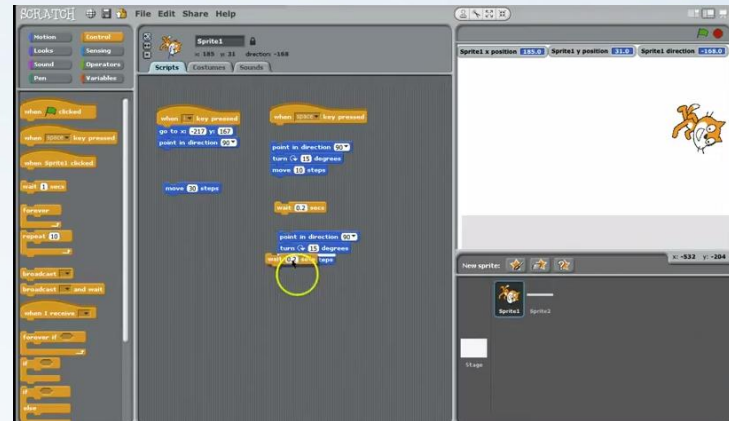 SCRATCH File Edit Share Help
Motion Control
Looks Sensing
Sound Operators
Pen Variables
Sprite1
x: 185 y: 31 direction: -168
Scripts Costumes Sounds
when clicked
when space key pressed
when Sprite1 clicked
wait 1 secs
forever
repeat 10
broadcast
broadcast and wait
when I receive
forever if
if
if
else
when key pressed
go to x: -217 y: 167
point in direction 90
move 30 steps
when space key pressed
point in direction 90
turn 15 degrees
move 10 steps
wait 0.2 secs
point in direction 90
turn 15 degrees
wait 0.2 secs teps
Sprite1 x position 185.0 Sprite1 y position 31.0 Sprite1 direction -168.0
x: -532 y: -204
New sprite:
Sprite1 Sprite2
Stage